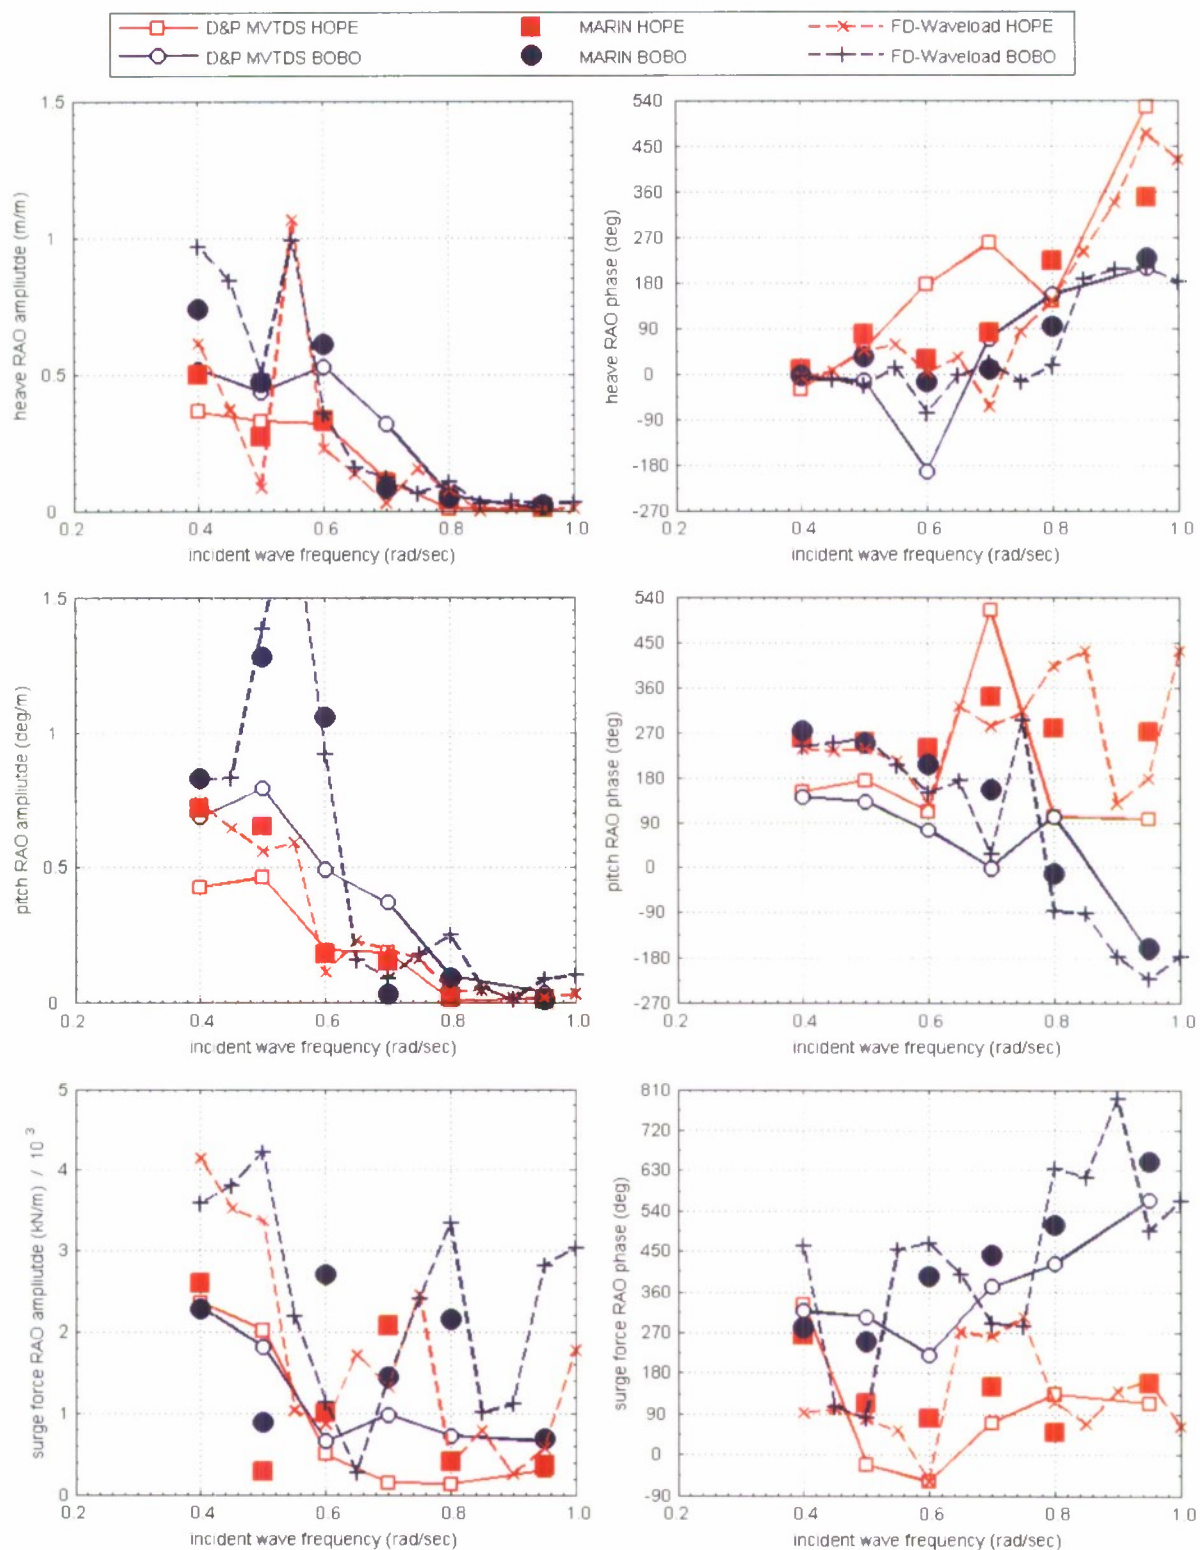 D&P MVTDS HOPE MARIN HOPE FD-Waveload HOPE
D&P MVTDS BOBO MARIN BOBO FD-Waveload BOBO
heave RAO ampliutde (m/m)
1.5
1
0.5
0
0.2 0.4 0.6 0.8 1.0
incident wave frequency (rad/sec)
heave RAO phase (deg)
540
450
360
270
180
90
0
-90
-180
-270
0.2 0.4 0.6 0.8 1.0
incident wave frequency (rad/sec)
pitch RAO ampliutde (deg/m)
1.5
1
0.5
0
0.2 0.4 0.6 0.8 1.0
incident wave frequency (rad/sec)
pitch RAO phase (deg)
540
450
360
270
180
90
0
-90
-180
-270
0.2 0.4 0.6 0.8 1.0
incident wave frequency (rad/sec)
surge force RAO ampliutde (kN/m) / 10 3
5
4
3
2
1
0
0.2 0.4 0.6 0.8 1.0
incident wave frequency (rad/sec)
surge force RAO phase (deg)
810
720
630
540
450
360
270
180
90
0
-90
0.2 0.4 0.6 0.8 1.0
incident wave frequency (rad/sec)